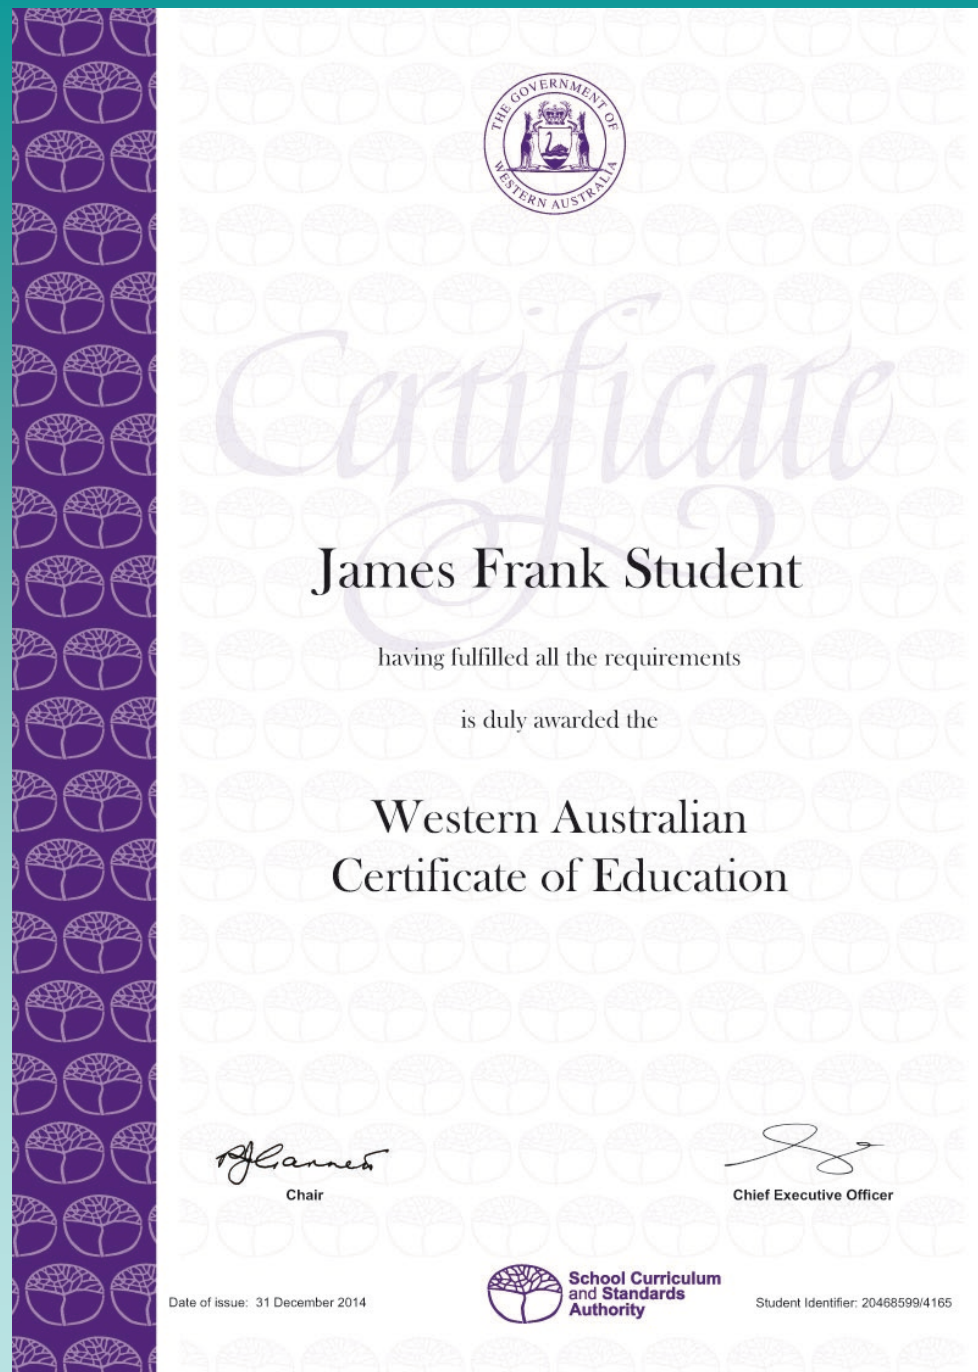 THE GOVERNMENT OF
WESTERN AUSTRALIA
Certificate
James Frank Student
having fulfilled all the requirements
is duly awarded the
Western Australian
Certificate of Education
Chair
Chief Executive Officer
Date of issue: 31 December 2014
School Curriculum
and Standards
Authority
Student Identifier: 20468599/4165